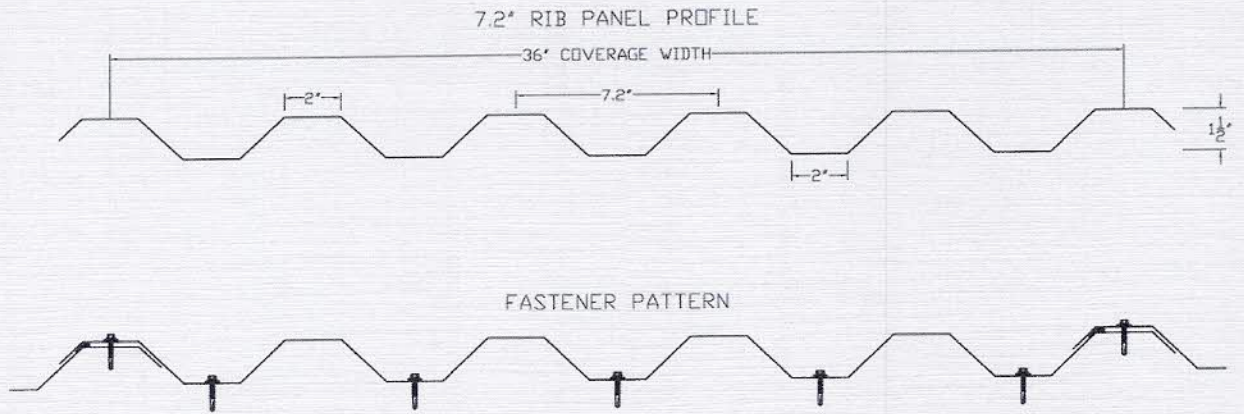 7.2" RIB PANEL PROFILE
36" COVERAGE WIDTH
2"
7.2"
1½"
2"
FASTENER PATTERN